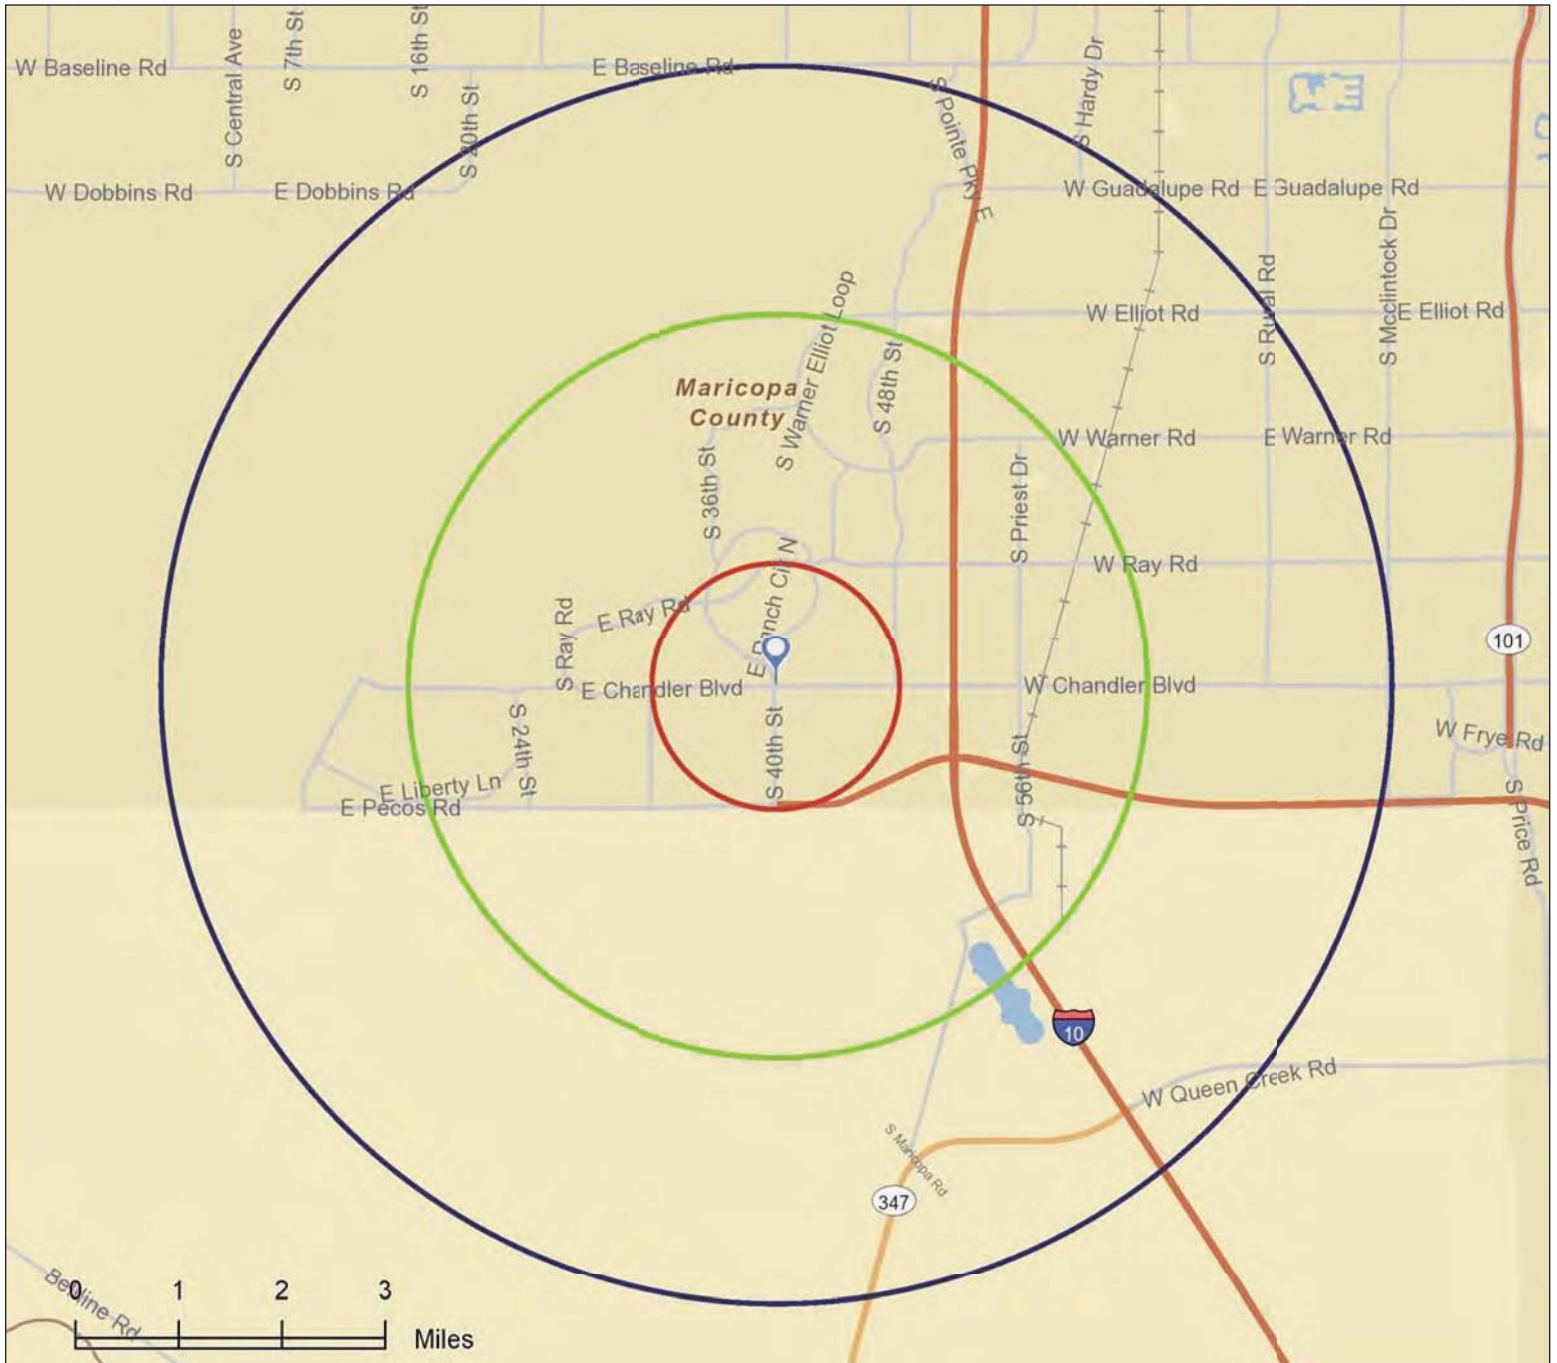 S Central Ave
S 7th St
S 16th St
W Baseline Rd
E Baseline Rd
S 20th St
S Pointe Pky E
S Hardy Dr
W Dobbins Rd
E Dobbins Rd
W Guadalupe Rd
E Guadalupe Rd
S Rural Rd
S Mcclintock Dr
W Elliot Rd
E Elliot Rd
S Warner Elliot Loop
S 48th St
Maricopa
County
W Warner Rd
E Warner Rd
S 36th St
S Priest Dr
E Ranch Cir N
W Ray Rd
S Ray Rd
E Ray Rd
101
E Chandler Blvd
W Chandler Blvd
S 24th St
S 40th St
S 56th St
W Frye Rd
E Liberty Ln
E Pecos Rd
S Price Rd
10
W Queen Creek Rd
S Maricopa Rd
347
Beltline Rd
0 1 2 3
Miles